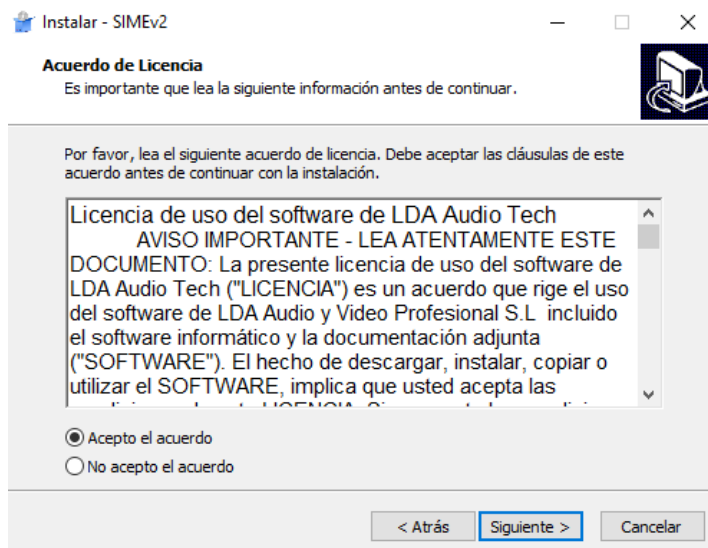 Instalar - SIMEv2
Acuerdo de Licencia
Es importante que lea la siguiente información antes de continuar.
Por favor, lea el siguiente acuerdo de licencia. Debe aceptar las cláusulas de este
acuerdo antes de continuar con la instalación.
Licencia de uso del software de LDA Audio Tech
AVISO IMPORTANTE - LEA ATENTAMENTE ESTE
DOCUMENTO: La presente licencia de uso del software de
LDA Audio Tech ("LICENCIA") es un acuerdo que rige el uso
del software de LDA Audio y Video Profesional S.L incluido
el software informático y la documentación adjunta
("SOFTWARE"). El hecho de descargar, instalar, copiar o
utilizar el SOFTWARE, implica que usted acepta las
Acepto el acuerdo
No acepto el acuerdo
< Atrás
Siguiente >
Cancelar